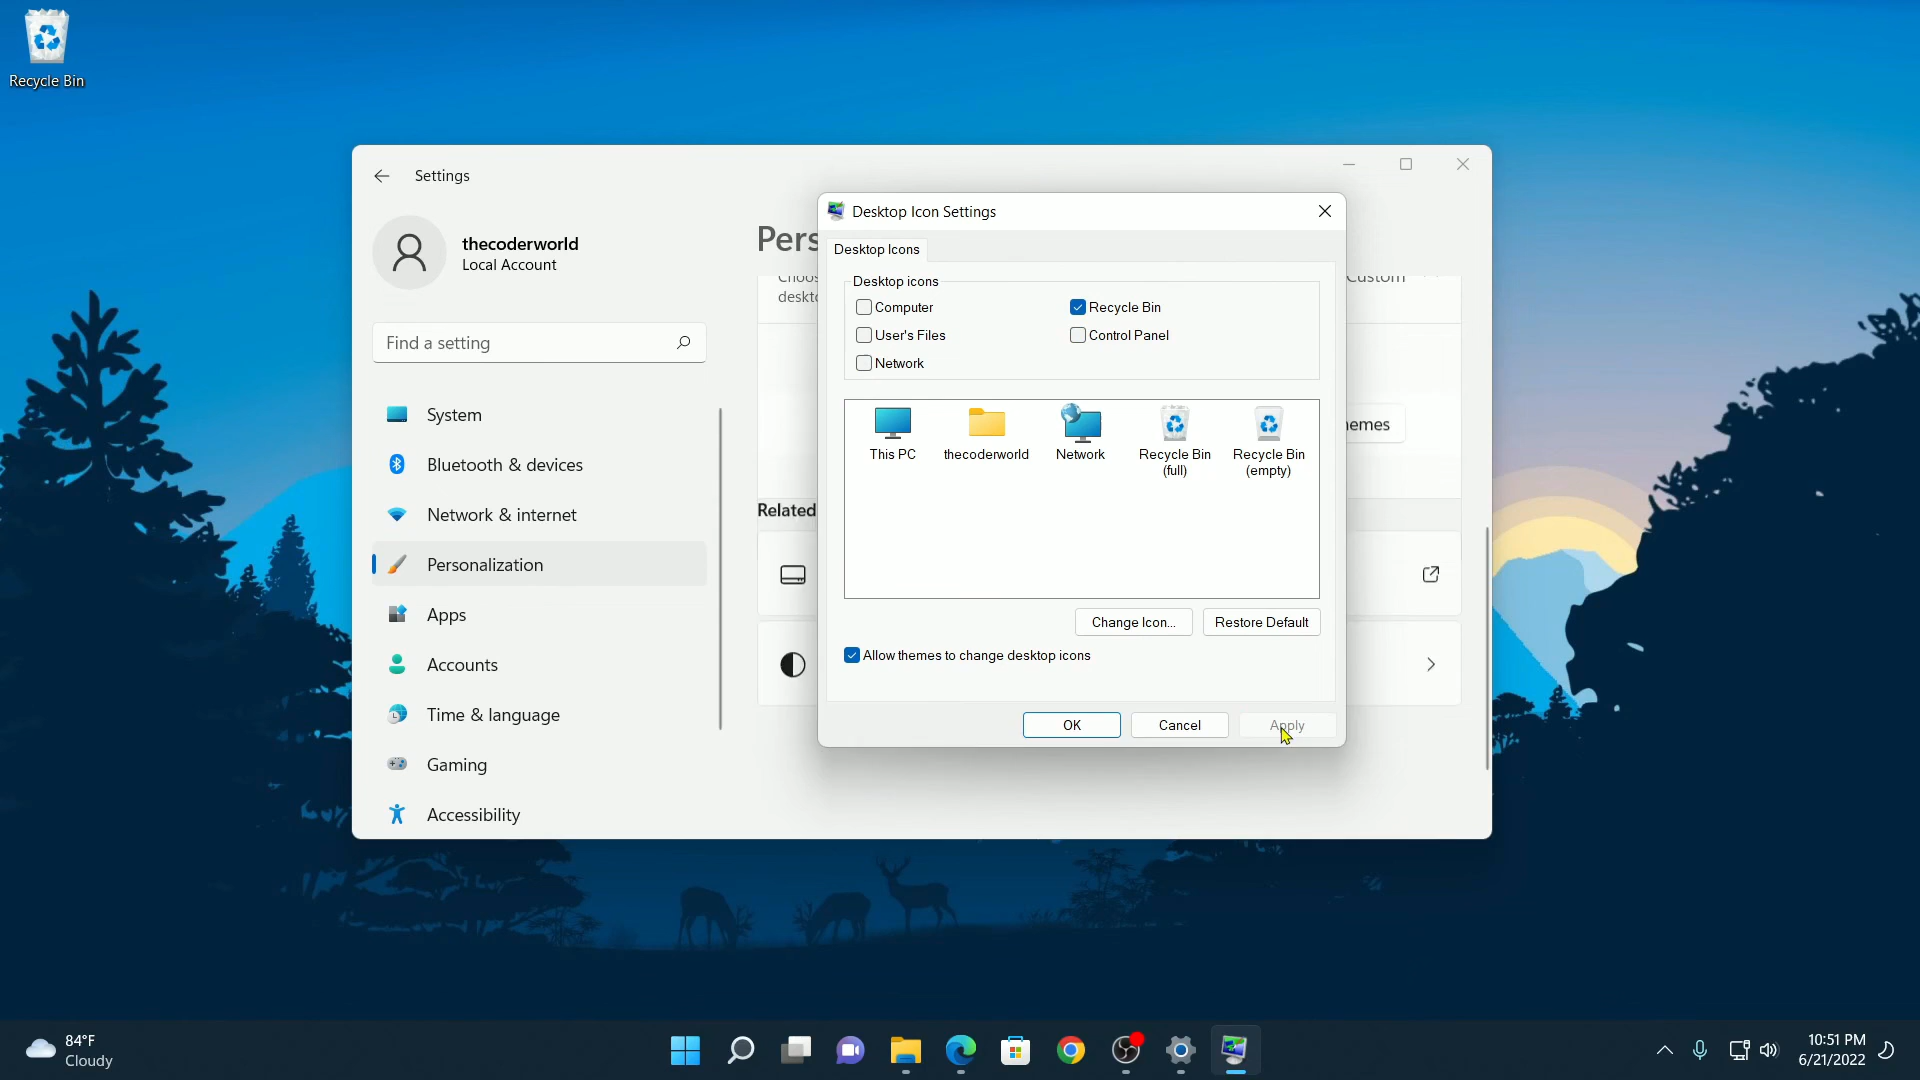 Recycle Bin
Settings
thecoderworld
Local Account
Find a setting
System
Bluetooth & devices
Network & internet
Personalization
Apps
Accounts
Time & language
Gaming
Accessibility
Pers
Choos
deskto
Custom
hemes
Related
Desktop Icon Settings
Desktop Icons
Desktop icons
Computer
Recycle Bin
User's Files
Control Panel
Network
This PC
thecoderworld
Network
Recycle Bin
(full)
Recycle Bin
(empty)
Change Icon...
Restore Default
Allow themes to change desktop icons
OK
Cancel
Apply
84°F
Cloudy
10:51 PM
6/21/2022